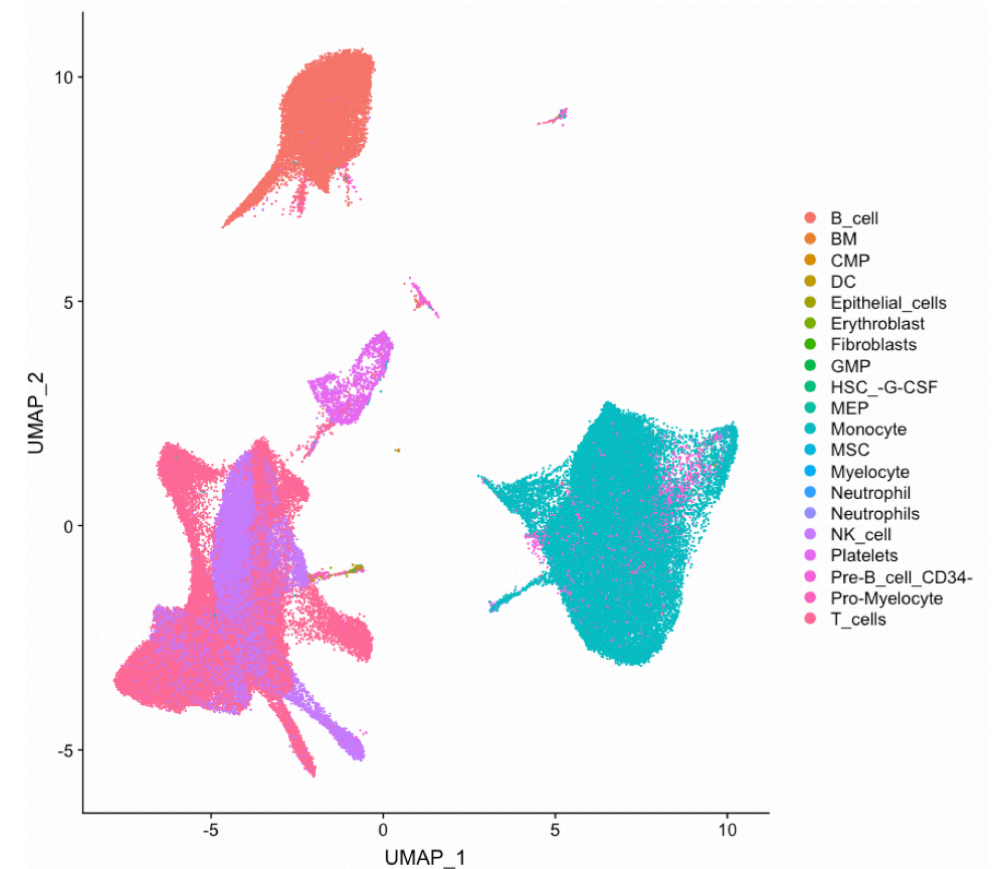 10
5
0
-5
UMAP_2
-5
0
5
10
UMAP_1
B_cell
BM
CMP
DC
Epithelial_cells
Erythroblast
Fibroblasts
GMP
HSC_-G-CSF
MEP
Monocyte
MSC
Myelocyte
Neutrophil
Neutrophils
NK_cell
Platelets
Pre-B_cell_CD34-
Pro-Myelocyte
T_cells